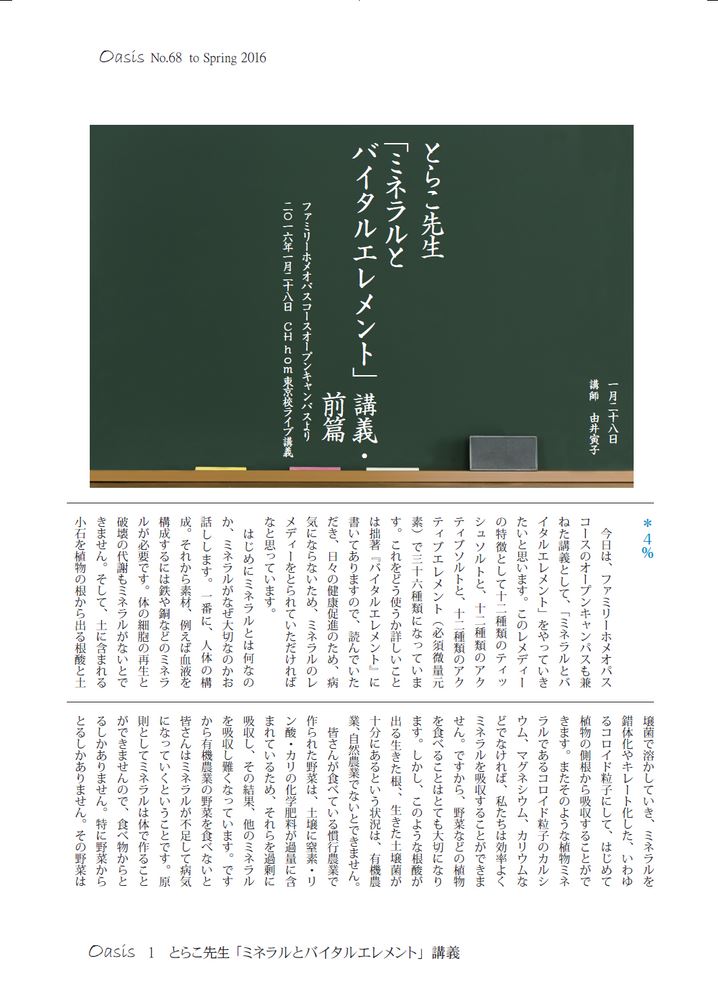 Oasis No.68 to Spring 2016
とらこ先生
「ミネラルと
バイタルエレメント」講義・
前篇
ファミリーホメオパスコースオープンキャンパスより
二〇一六年一月二十八日 CHhom東京校ライブ講義
一月二十八日
講師 由井寅子
*4%
今日は、ファミリーホメオパス
コースのオープンキャンパスも兼
ねた講義として、「ミネラルとバ
イタルエレメント」をやっていき
たいと思います。このレメディー
の特徴として十二種類のティッ
シュソルトと、十二種類のアク
ティブソルトと、十二種類のアク
ティブエレメント(必須微量元
素)で三十六種類になっていま
す。これをどう使うか詳しいこと
は拙著『バイタルエレメント』に
書いてありますので、読んでいた
だき、日々の健康促進のため、病
気にならないため、ミネラルのレ
メディーをとられていただければ
なと思っています。
はじめにミネラルとは何なの
か、ミネラルがなぜ大切なのかお
話しします。一番に、人体の構
成。それから素材、例えば血液を
構成するには鉄や銅などのミネラ
ルが必要です。体の細胞の再生と
破壊の代謝もミネラルがないとで
きません。そして、土に含まれる
小石を植物の根から出る根酸と土
壌菌で溶かしていき、ミネラルを
錯体化やキレート化した、いわゆ
るコロイド粒子にして、はじめて
植物の側根から吸収することがで
きます。またそのような植物ミネ
ラルであるコロイド粒子のカルシ
ウム、マグネシウム、カリウムな
どでなければ、私たちは効率よく
ミネラルを吸収することができま
せん。ですから、野菜などの植物
を食べることはとても大切になり
ます。しかし、このような根酸が
出る生きた根、生きた土壌菌が
十分にあるという状況は、有機農
業、自然農業でないとできません。
皆さんが食べている慣行農業で
作られた野菜は、土壌に窒素・リ
ン酸・カリの化学肥料が過量に含
まれているため、それらを過剰に
吸収し、その結果、他のミネラル
を吸収し難くなっています。です
から有機農業の野菜を食べないと
皆さんはミネラルが不足して病気
になっていくということです。原
則としてミネラルは体で作ること
ができませんので、食べ物からと
るしかありません。特に野菜から
とるしかありません。その野菜は
Oasis 1 とらこ先生「ミネラルとバイタルエレメント」講義